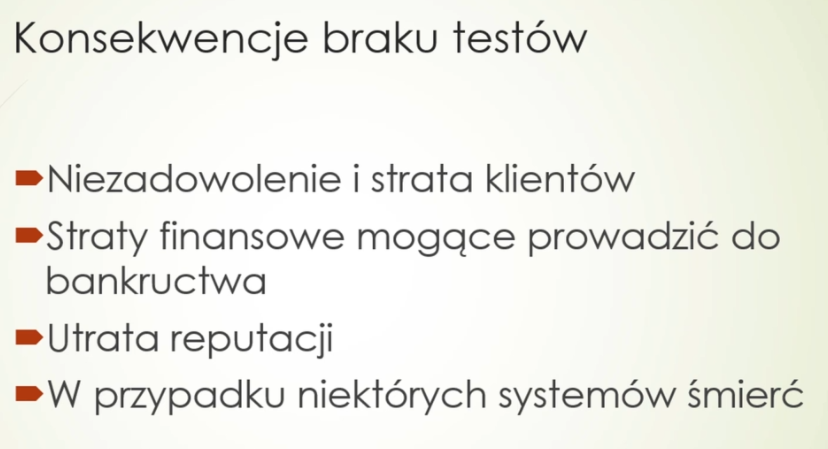 Konsekwencje braku testów
Niezadowolenie i strata klientów
Straty finansowe mogące prowadzić do
bankructwa
Utrata reputacji
W przypadku niektórych systemów śmierć